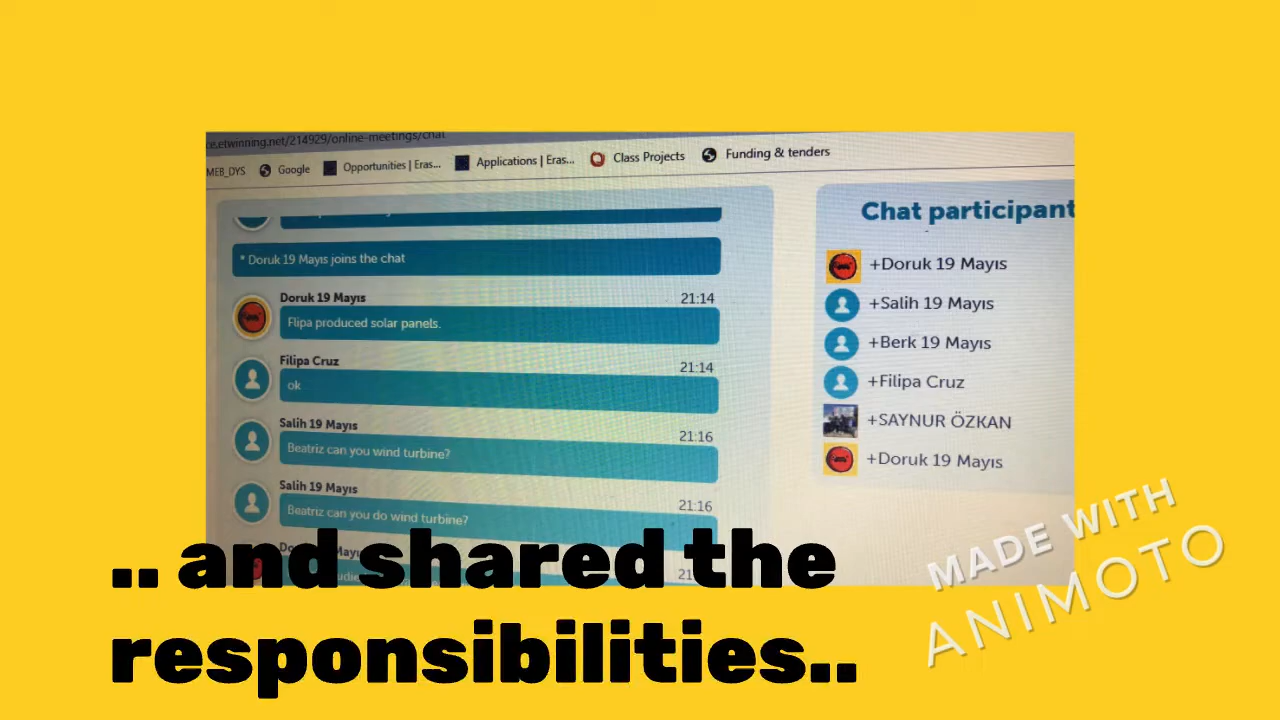 ce.etwinning.net/214929/online-meetings/chat
MEB_DYS Google Opportunities | Eras... Applications | Eras... Class Projects Funding & tenders
Chat participant
* Doruk 19 Mayıs joins the chat
Doruk 19 Mayıs 21:14
Flipa produced solar panels.
Filipa Cruz 21:14
ok
Salih 19 Mayıs 21:16
Beatriz can you wind turbine?
Salih 19 Mayıs 21:16
Beatriz can you do wind turbine?
+Doruk 19 Mayıs
+Salih 19 Mayıs
+Berk 19 Mayıs
+Filipa Cruz
+SAYNUR ÖZKAN
+Doruk 19 Mayıs
.. and shared the
responsibilities..
MADE WITH
ANIMOTO